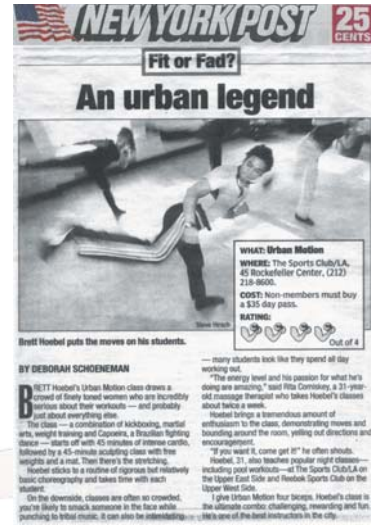 NEW YORK POST
25
CENTS
Fit or Fad?
An urban legend
Steve Hirsch
Brett Hoebel puts the moves on his students.
WHAT: Urban Motion
WHERE: The Sports Club/LA,
45 Rockefeller Center, (212)
218-8600.
COST: Non-members must buy
a $35 day pass.
RATING:
Out of 4
BY DEBORAH SCHOENEMAN
BRETT Hoebel's Urban Motion class draws a
crowd of finely toned women who are incredibly
serious about their workouts — and probably
just about everything else.
The class — a combination of kickboxing, martial
arts, weight training and Capoeira, a Brazilian fighting
dance — starts off with 45 minutes of intense cardio,
followed by a 45-minute sculpting class with free
weights and a mat. Then there's the stretching.
Hoebel sticks to a routine of rigorous but relatively
basic choreography and takes time with each
student.
On the downside, classes are often so crowded,
you're likely to smack someone in the face while
punching to tribal music. It can also be intimidating
— many students look like they spend all day
working out.
"The energy level and his passion for what he's
doing are amazing," said Rita Comiskey, a 31-year-
old massage therapist who takes Hoebel's classes
about twice a week.
Hoebel brings a tremendous amount of
enthusiasm to the class, demonstrating moves and
bounding around the room, yelling out directions and
encouragement.
"If you want it, come get it!" he often shouts.
Hoebel, 31, also teaches popular night classes—
including pool workouts—at The Sports Club/LA on
the Upper East Side and Reebok Sports Club on the
Upper West Side.
I give Urban Motion four biceps. Hoebel's class is
the ultimate combo: challenging, rewarding and fun.
He's one of the best instructors in the city.